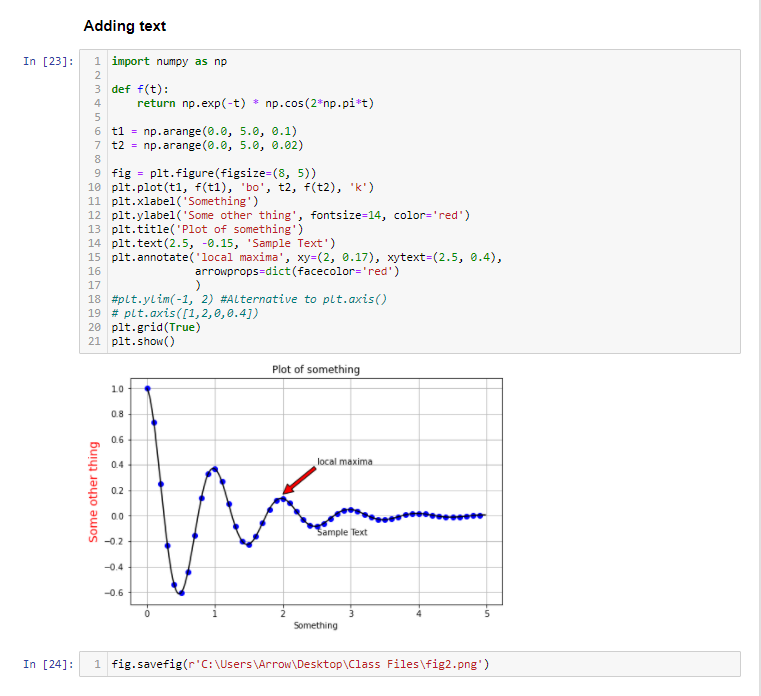 Adding text
In [23]:
1 import numpy as np
2
3 def f(t):
4     return np.exp(-t) * np.cos(2*np.pi*t)
5
6 t1 = np.arange(0.0, 5.0, 0.1)
7 t2 = np.arange(0.0, 5.0, 0.02)
8
9 fig = plt.figure(figsize=(8, 5))
10 plt.plot(t1, f(t1), 'bo', t2, f(t2), 'k')
11 plt.xlabel('Something')
12 plt.ylabel('Some other thing', fontsize=14, color='red')
13 plt.title('Plot of something')
14 plt.text(2.5, -0.15, 'Sample Text')
15 plt.annotate('local maxima', xy=(2, 0.17), xytext=(2.5, 0.4),
16             arrowprops=dict(facecolor='red')
17             )
18 #plt.ylim(-1, 2) #Alternative to plt.axis()
19 # plt.axis([1,2,0,0.4])
20 plt.grid(True)
21 plt.show()
Plot of something
1.0
0.8
0.6
0.4
0.2
0.0
−0.2
−0.4
−0.6
Some other thing
local maxima
Sample Text
0 1 2 3 4 5
Something
In [24]:
1 fig.savefig(r'C:\Users\Arrow\Desktop\Class Files\fig2.png')